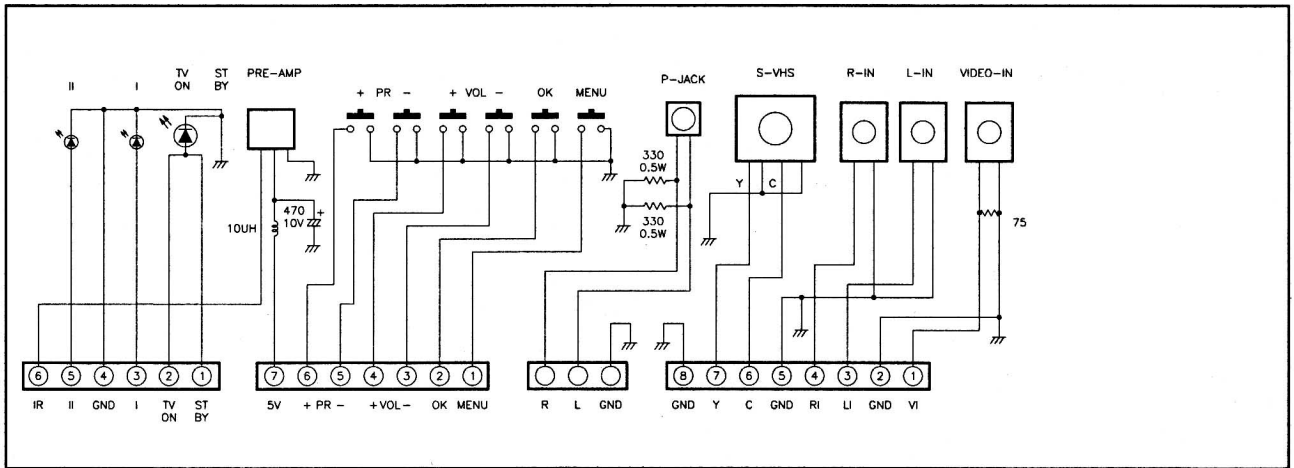 II
I
TV
ON
ST
BY
PRE-AMP
+ PR -
+ VOL -
OK
MENU
P-JACK
S-VHS
R-IN
L-IN
VIDEO-IN
Y
C
330
0.5W
330
0.5W
75
10UH
470
10V
+
6
5
4
3
2
1
7
6
5
4
3
2
1
8
7
6
5
4
3
2
1
IR
II
GND
I
TV
ON
ST
BY
5V
+ PR -
+VOL-
OK
MENU
R
L
GND
GND
Y
C
GND
RI
LI
GND
VI